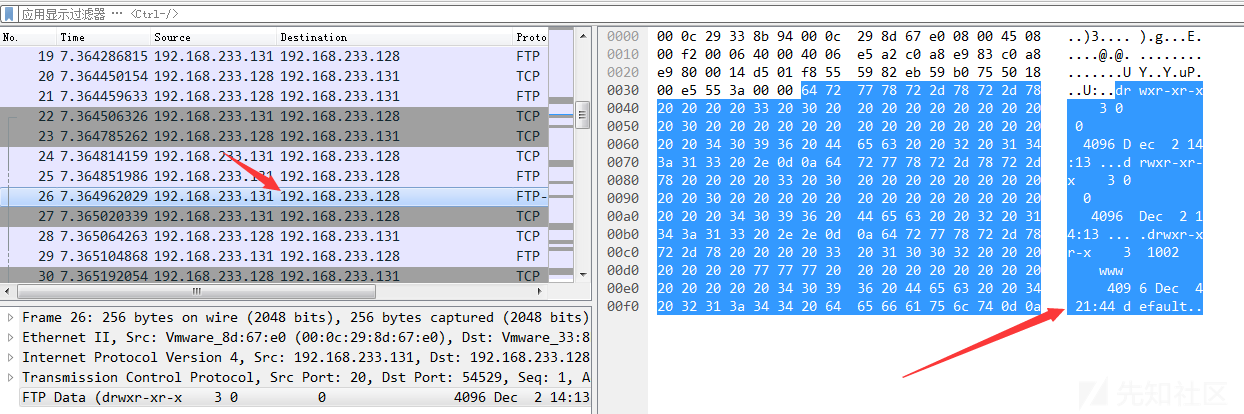 应用显示过滤器 … <Ctrl-/>
No. Time Source Destination Proto
19 7.364286815 192.168.233.131 192.168.233.128 FTP
20 7.364450154 192.168.233.128 192.168.233.131 TCP
21 7.364459633 192.168.233.131 192.168.233.128 FTP
22 7.364506326 192.168.233.131 192.168.233.128 TCP
23 7.364785262 192.168.233.128 192.168.233.131 TCP
24 7.364814159 192.168.233.131 192.168.233.128 TCP
25 7.364851986 192.168.233.131 192.168.233.128 FTP
26 7.364962029 192.168.233.131 192.168.233.128 FTP-
27 7.365020339 192.168.233.128 192.168.233.131 TCP
28 7.365064263 192.168.233.131 192.168.233.128 TCP
29 7.365104868 192.168.233.131 192.168.233.128 FTP
30 7.365192054 192.168.233.128 192.168.233.131 TCP
Frame 26: 256 bytes on wire (2048 bits), 256 bytes captured (2048 bits)
Ethernet II, Src: Vmware_8d:67:e0 (00:0c:29:8d:67:e0), Dst: Vmware_33:8
Internet Protocol Version 4, Src: 192.168.233.131, Dst: 192.168.233.128
Transmission Control Protocol, Src Port: 20, Dst Port: 54529, Seq: 1, A
FTP Data (drwxr-xr-x 3 0 0 4096 Dec 2 14:13
0000 00 0c 29 33 8b 94 00 0c 29 8d 67 e0 08 00 45 08 ..)3.... ).g...E.
0010 00 f2 00 06 40 00 40 06 e5 a2 c0 a8 e9 83 c0 a8 ....@.@. ........
0020 e9 80 00 14 d5 01 f8 55 59 82 eb 59 b0 75 50 18 .......U Y..Y.uP.
0030 00 e5 55 3a 00 00 64 72 77 78 72 2d 78 72 2d 78 ..U:..dr wxr-xr-x
0040 20 20 20 20 33 20 30 20 20 20 20 20 20 20 20 20 3 0
0050 20 30 20 20 20 20 20 20 20 20 20 20 20 20 20 20 0
0060 20 20 34 30 39 36 20 44 65 63 20 20 32 20 31 34 4096 D ec 2 14
0070 3a 31 33 20 2e 0d 0a 64 72 77 78 72 2d 78 72 2d :13 ...d rwxr-xr-
0080 78 20 20 20 20 33 20 30 20 20 20 20 20 20 20 20 x 3 0
0090 20 20 30 20 20 20 20 20 20 20 20 20 20 20 20 20 0
00a0 20 20 20 34 30 39 36 20 44 65 63 20 20 32 20 31 4096 Dec 2 1
00b0 34 3a 31 33 20 2e 2e 0d 0a 64 72 77 78 72 2d 78 4:13 ... .drwxr-x
00c0 72 2d 78 20 20 20 20 33 20 31 30 30 32 20 20 20 r-x 3 1002
00d0 20 20 20 20 77 77 77 20 20 20 20 20 20 20 20 20 www
00e0 20 20 20 20 20 34 30 39 36 20 44 65 63 20 20 34 409 6 Dec 4
00f0 20 32 31 3a 34 34 20 64 65 66 61 75 6c 74 0d 0a 21:44 d efault..
先知社区